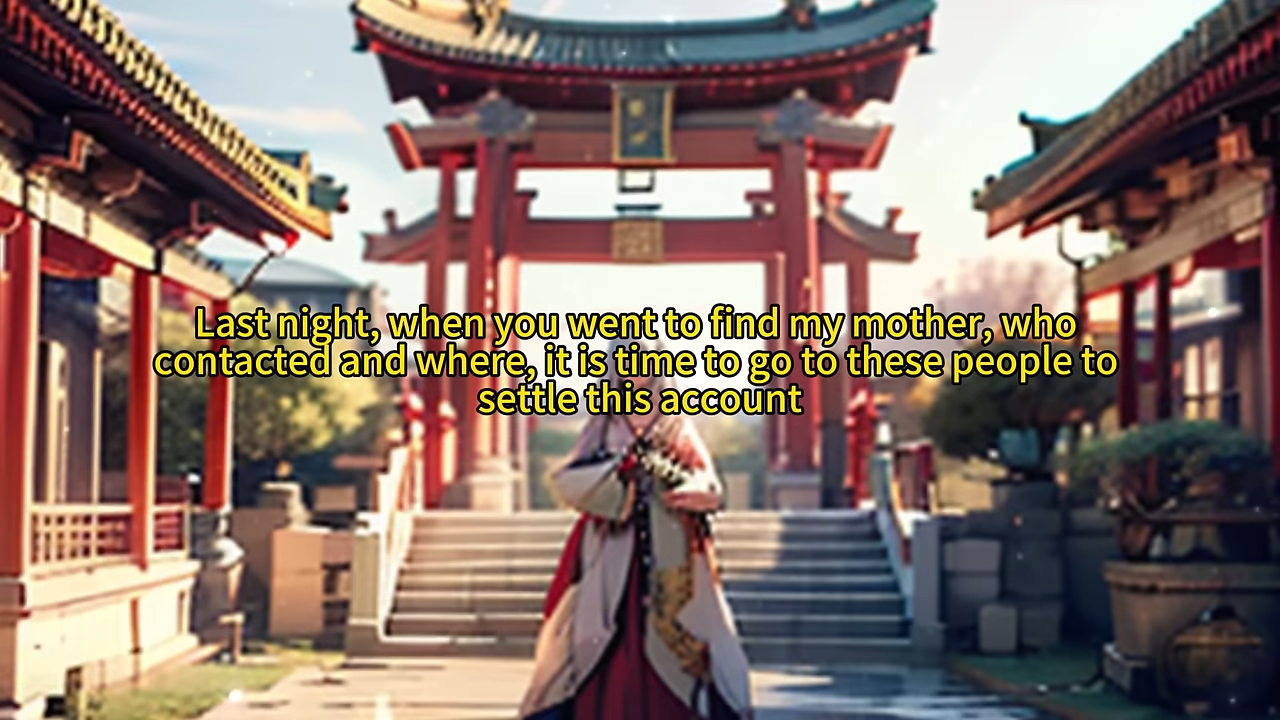 Last night, when you went to find my mother, who
contacted and where, it is time to go to these people to
settle this account